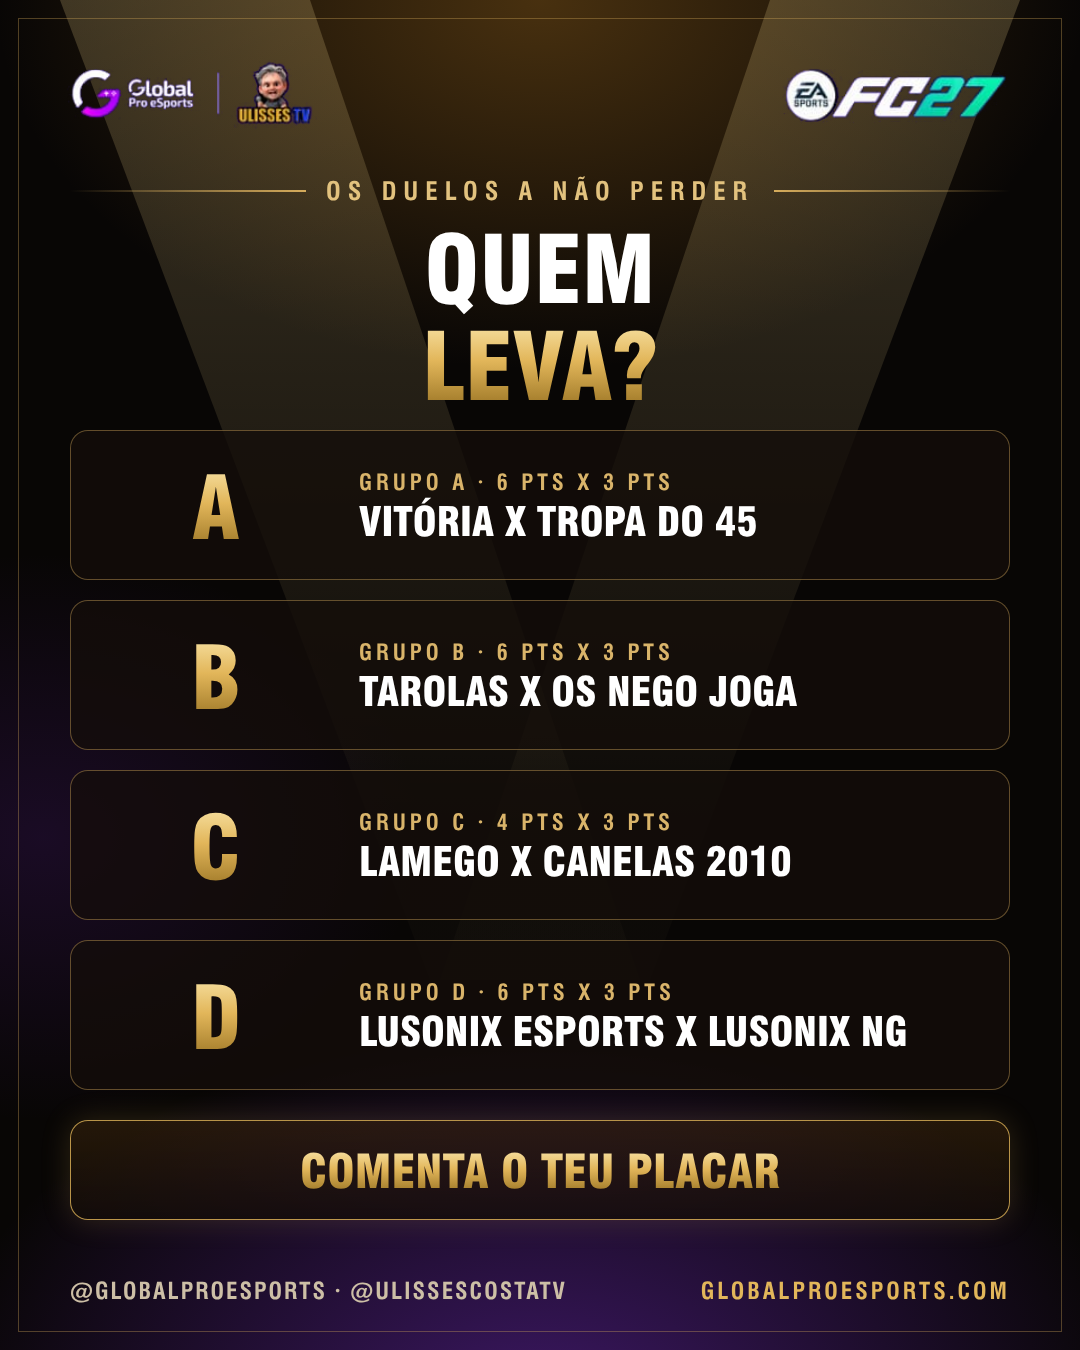 Global
Pro eSports
ULISSES TV
EA
SPORTS
FC27
OS DUELOS A NÃO PERDER
QUEM
LEVA?
A
GRUPO A · 6 PTS X 3 PTS
VITÓRIA X TROPA DO 45
B
GRUPO B · 6 PTS X 3 PTS
TAROLAS X OS NEGO JOGA
C
GRUPO C · 4 PTS X 3 PTS
LAMEGO X CANELAS 2010
D
GRUPO D · 6 PTS X 3 PTS
LUSONIX ESPORTS X LUSONIX NG
COMENTA O TEU PLACAR
@GLOBALPROESPORTS · @ULISSESCOSTATV
GLOBALPROESPORTS.COM